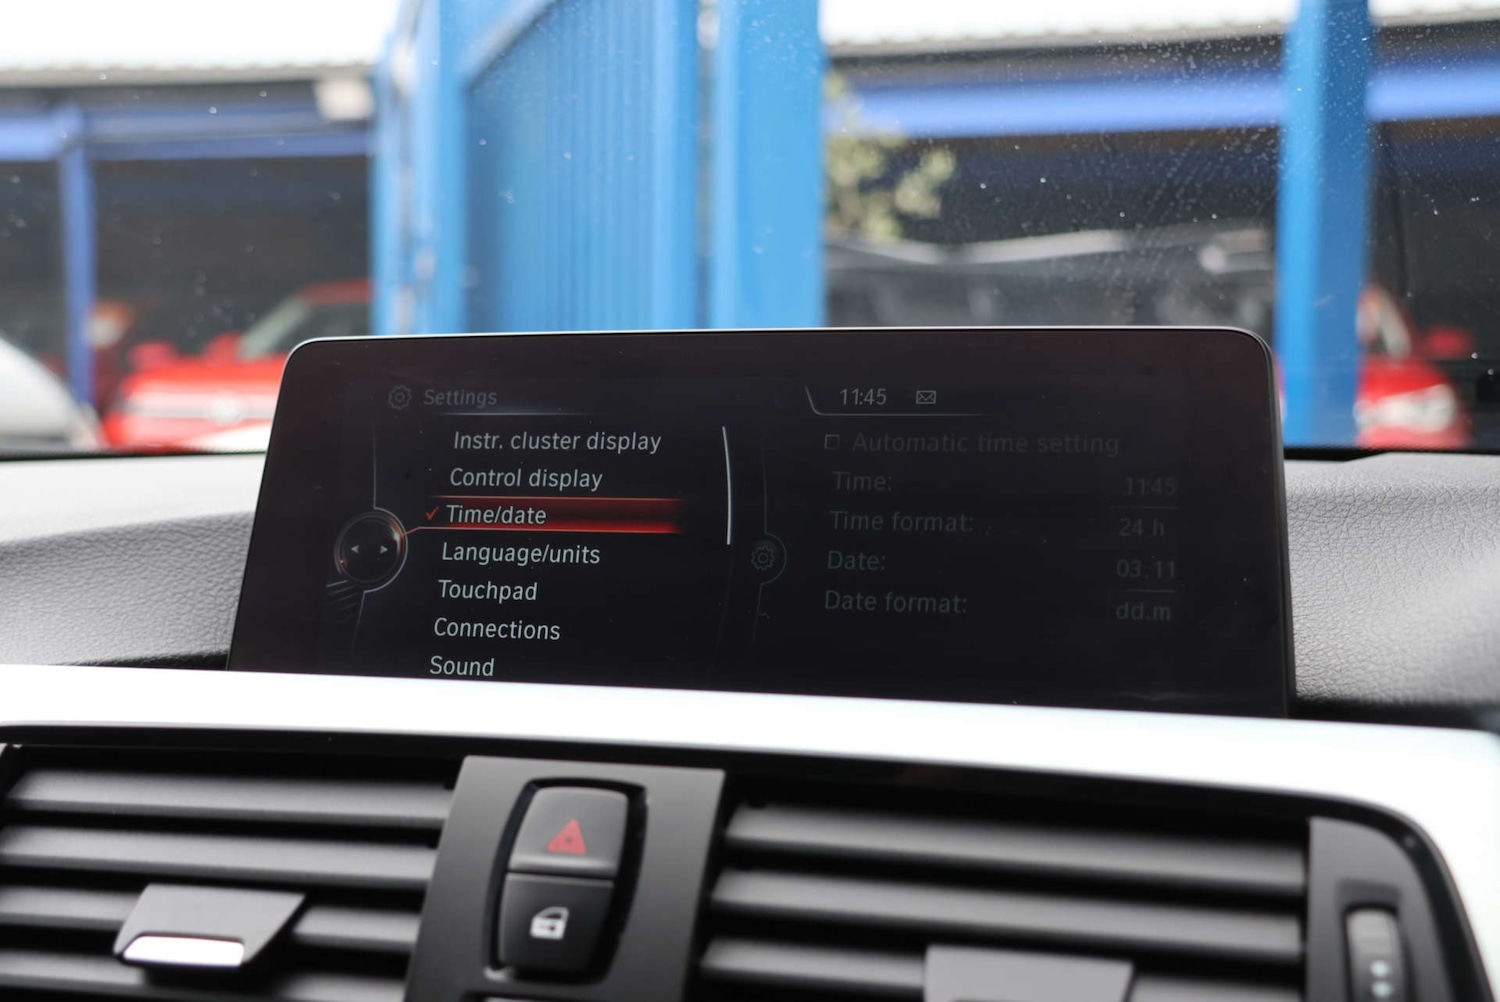 Settings
11:45
Instr. cluster display
Control display
Time/date
Language/units
Touchpad
Connections
Sound
Automatic time setting
Time: 11:45
Time format: 24 h
Date: 03.11
Date format: dd.m